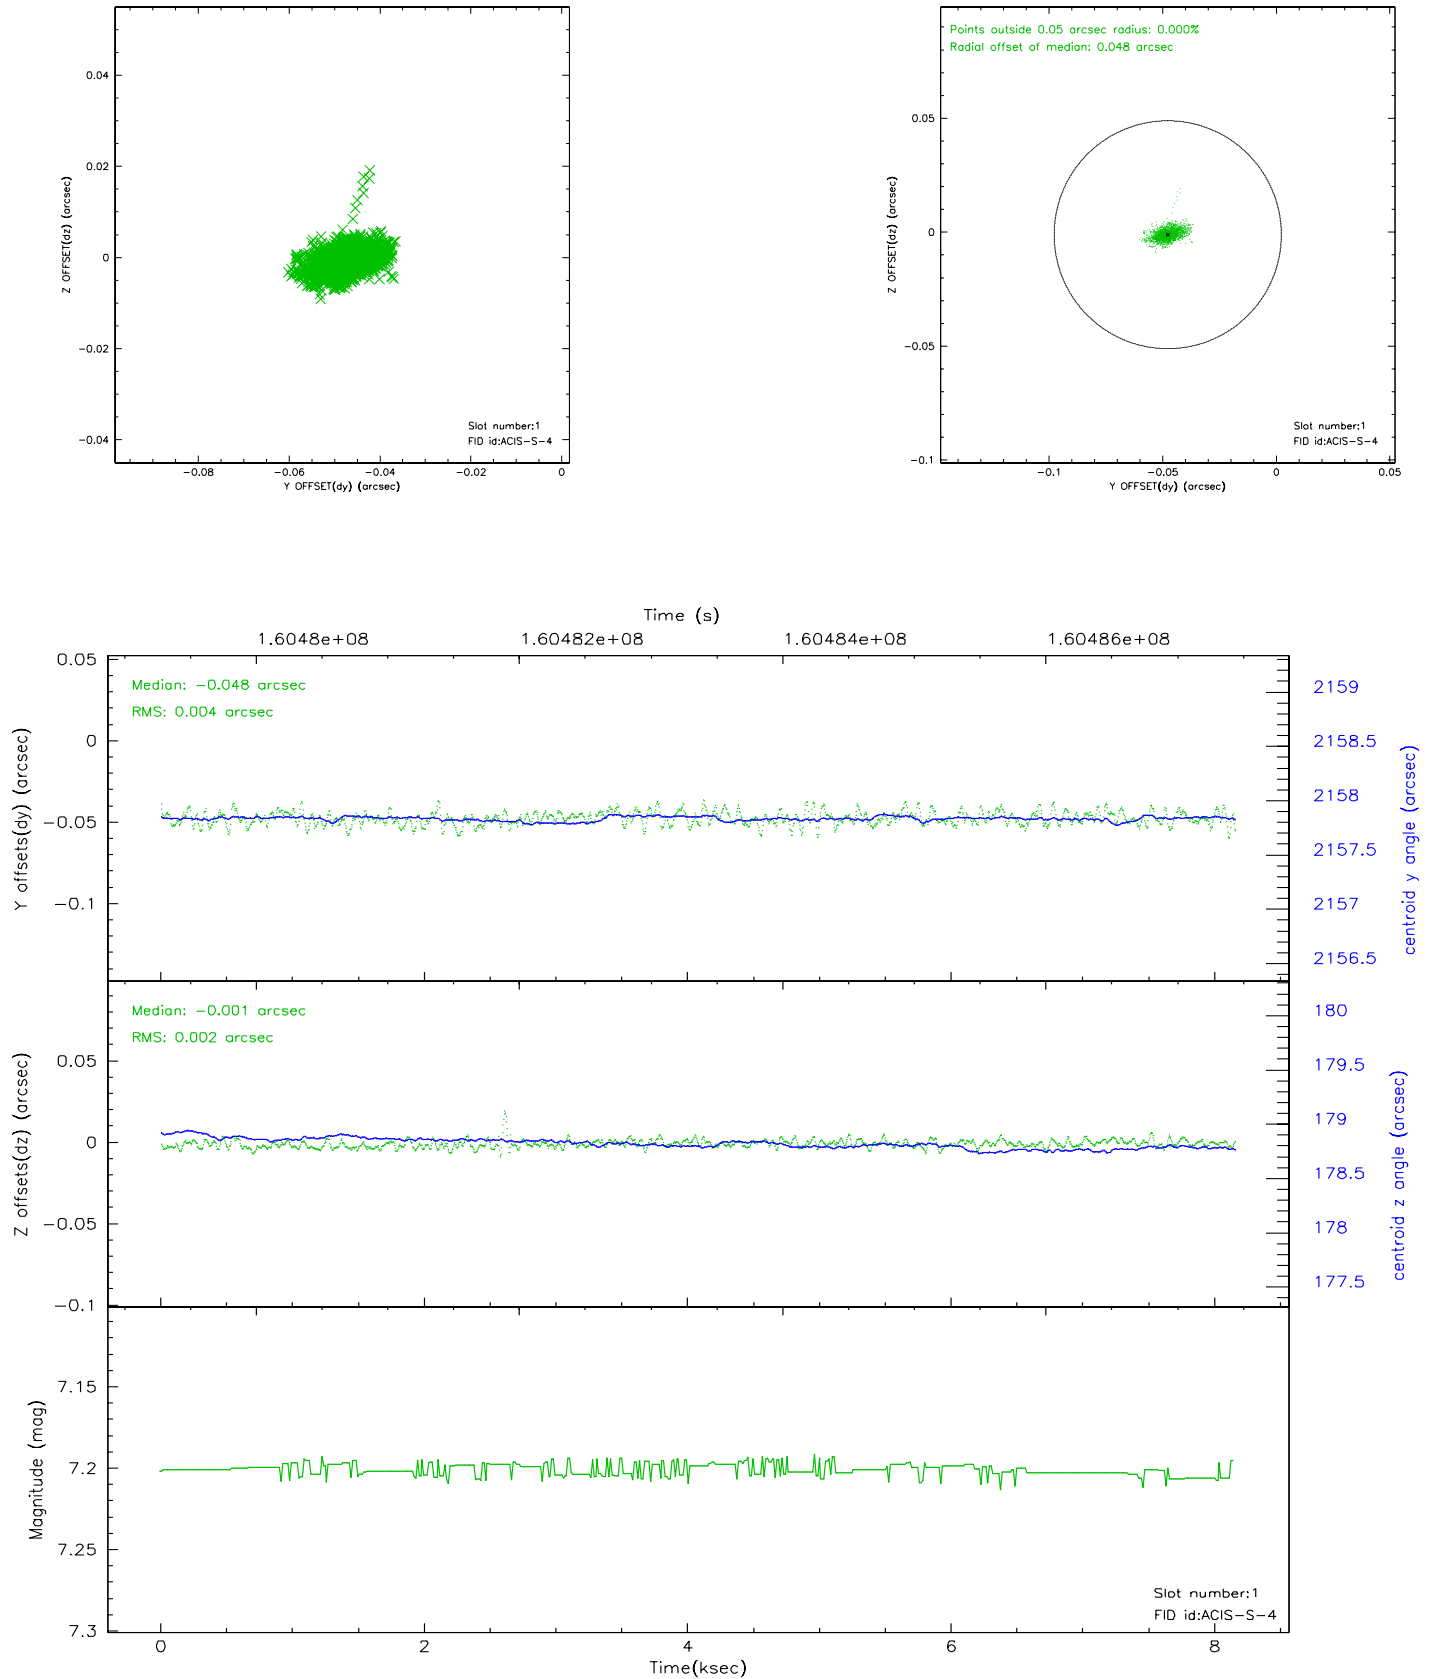 0.04
0.02
0
−0.02
−0.04
Z OFFSET(dz) (arcsec)
Slot number:1
FID id:ACIS−S−4
−0.08
−0.06
−0.04
−0.02
0
Y OFFSET(dy) (arcsec)
Points outside 0.05 arcsec radius: 0.000%
Radial offset of median: 0.048 arcsec
0.05
0
−0.05
−0.1
Z OFFSET(dz) (arcsec)
Slot number:1
FID id:ACIS−S−4
−0.1
−0.05
0
0.05
Y OFFSET(dy) (arcsec)
Time (s)
1.6048e+08
1.60482e+08
1.60484e+08
1.60486e+08
Median: −0.048 arcsec
RMS: 0.004 arcsec
0.05
0
−0.05
−0.1
Y offsets(dy) (arcsec)
2159
2158.5
2158
2157.5
2157
2156.5
centroid y angle (arcsec)
Median: −0.001 arcsec
RMS: 0.002 arcsec
0.05
0
−0.05
−0.1
Z offsets(dz) (arcsec)
180
179.5
179
178.5
178
177.5
centroid z angle (arcsec)
7.15
7.2
7.25
7.3
Magnitude (mag)
Slot number:1
FID id:ACIS−S−4
0
2
4
6
8
Time(ksec)